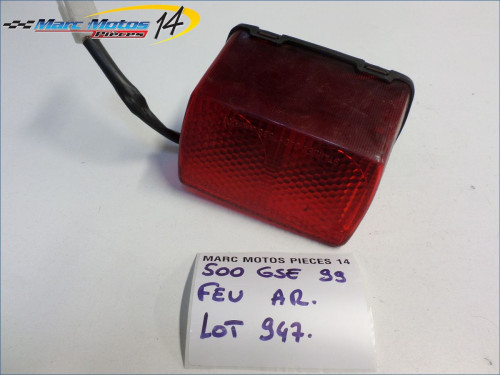 Marc Motos 14
Pièces
MARC MOTOS PIECES 14
500 GSE 99
FEU AR.
LOT 947.